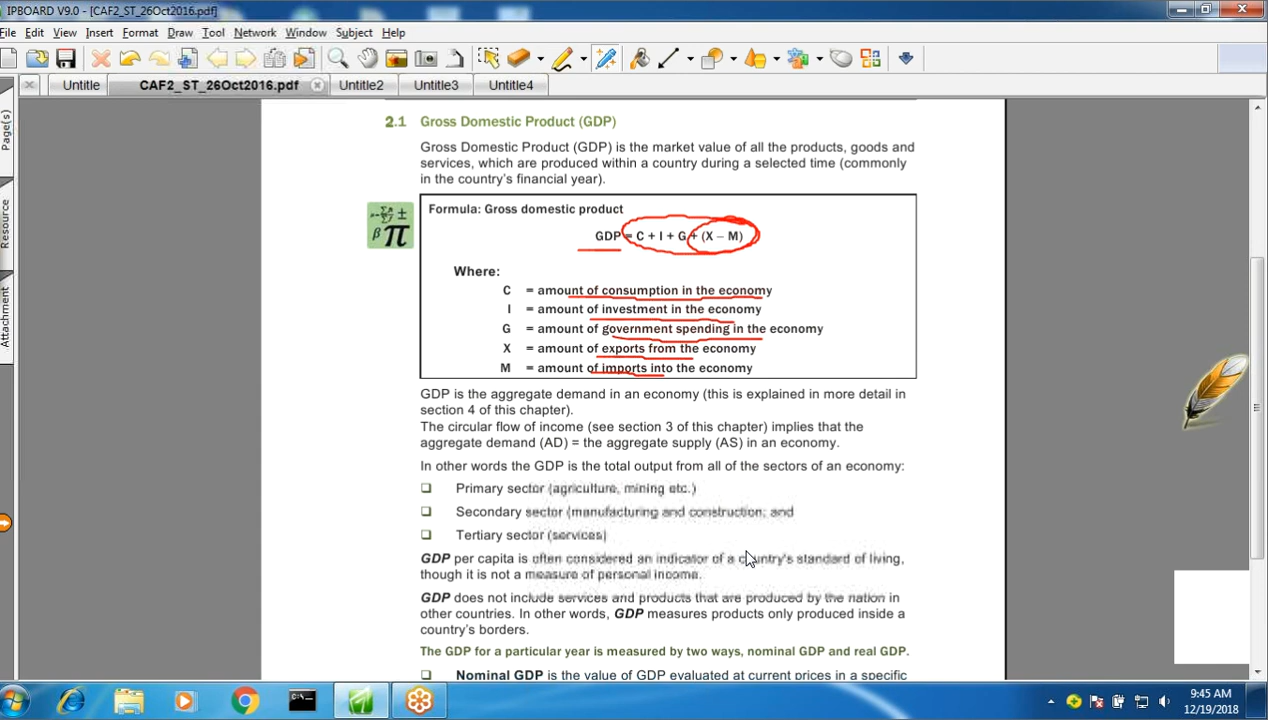 IPBOARD V9.0 - [CAF2_ST_26Oct2016.pdf]
File Edit View Insert Format Draw Tool Network Window Subject Help
Untitle CAF2_ST_26Oct2016.pdf Untitle2 Untitle3 Untitle4
Page(s)
Resource
Attachment
2.1 Gross Domestic Product (GDP)
Gross Domestic Product (GDP) is the market value of all the products, goods and
services, which are produced within a country during a selected time (commonly
in the country's financial year).
Formula: Gross domestic product
GDP = C + I + G + (X – M)
Where:
C = amount of consumption in the economy
I = amount of investment in the economy
G = amount of government spending in the economy
X = amount of exports from the economy
M = amount of imports into the economy
GDP is the aggregate demand in an economy (this is explained in more detail in
section 4 of this chapter).
The circular flow of income (see section 3 of this chapter) implies that the
aggregate demand (AD) = the aggregate supply (AS) in an economy.
In other words the GDP is the total output from all of the sectors of an economy:
Primary sector (agriculture, mining etc.)
Secondary sector (manufacturing and construction; and
Tertiary sector (services)
GDP per capita is often considered an indicator of a country's standard of living,
though it is not a measure of personal income.
GDP does not include services and products that are produced by the nation in
other countries. In other words, GDP measures products only produced inside a
country's borders.
The GDP for a particular year is measured by two ways, nominal GDP and real GDP.
Nominal GDP is the value of GDP evaluated at current prices in a specific
9:45 AM
12/19/2018